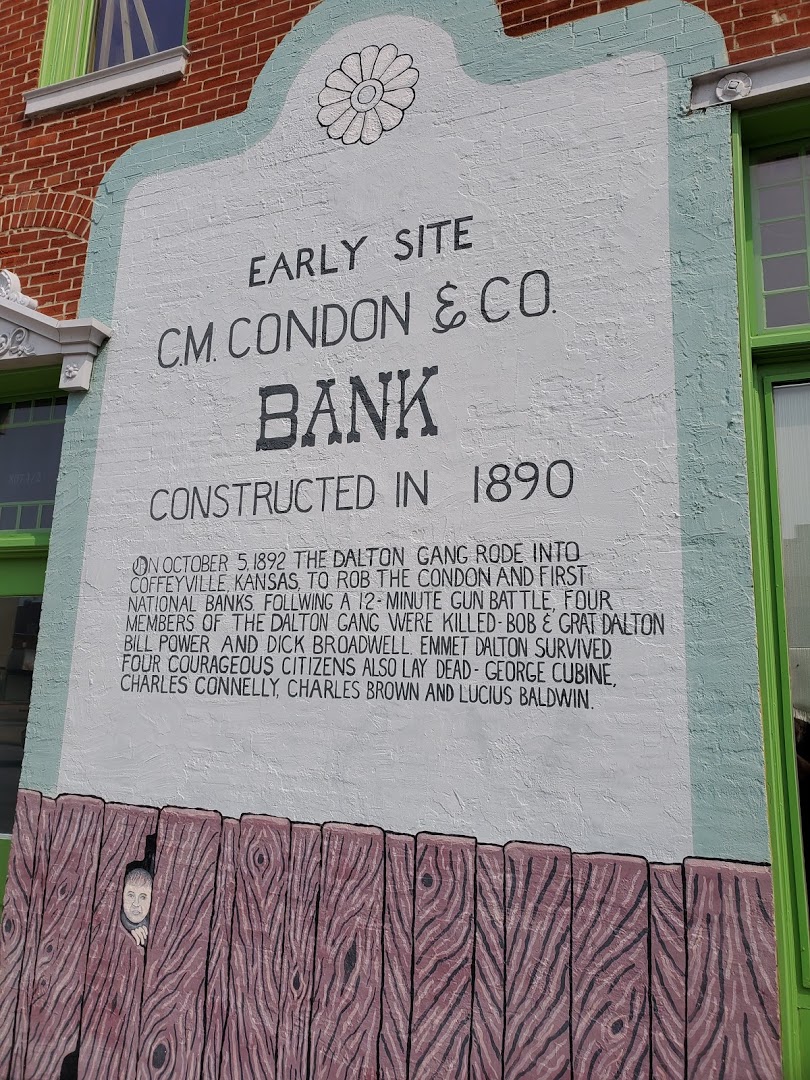 EARLY SITE
C.M. CONDON & CO.
BANK
CONSTRUCTED IN 1890
ON OCTOBER 5, 1892 THE DALTON GANG RODE INTO
COFFEYVILLE, KANSAS, TO ROB THE CONDON AND FIRST
NATIONAL BANKS. FOLLWING A 12-MINUTE GUN BATTLE, FOUR
MEMBERS OF THE DALTON GANG WERE KILLED-BOB & GRAT DALTON
BILL POWER AND DICK BROADWELL. EMMET DALTON SURVIVED
FOUR COURAGEOUS CITIZENS ALSO LAY DEAD- GEORGE CUBINE,
CHARLES CONNELLY, CHARLES BROWN AND LUCIUS BALDWIN.